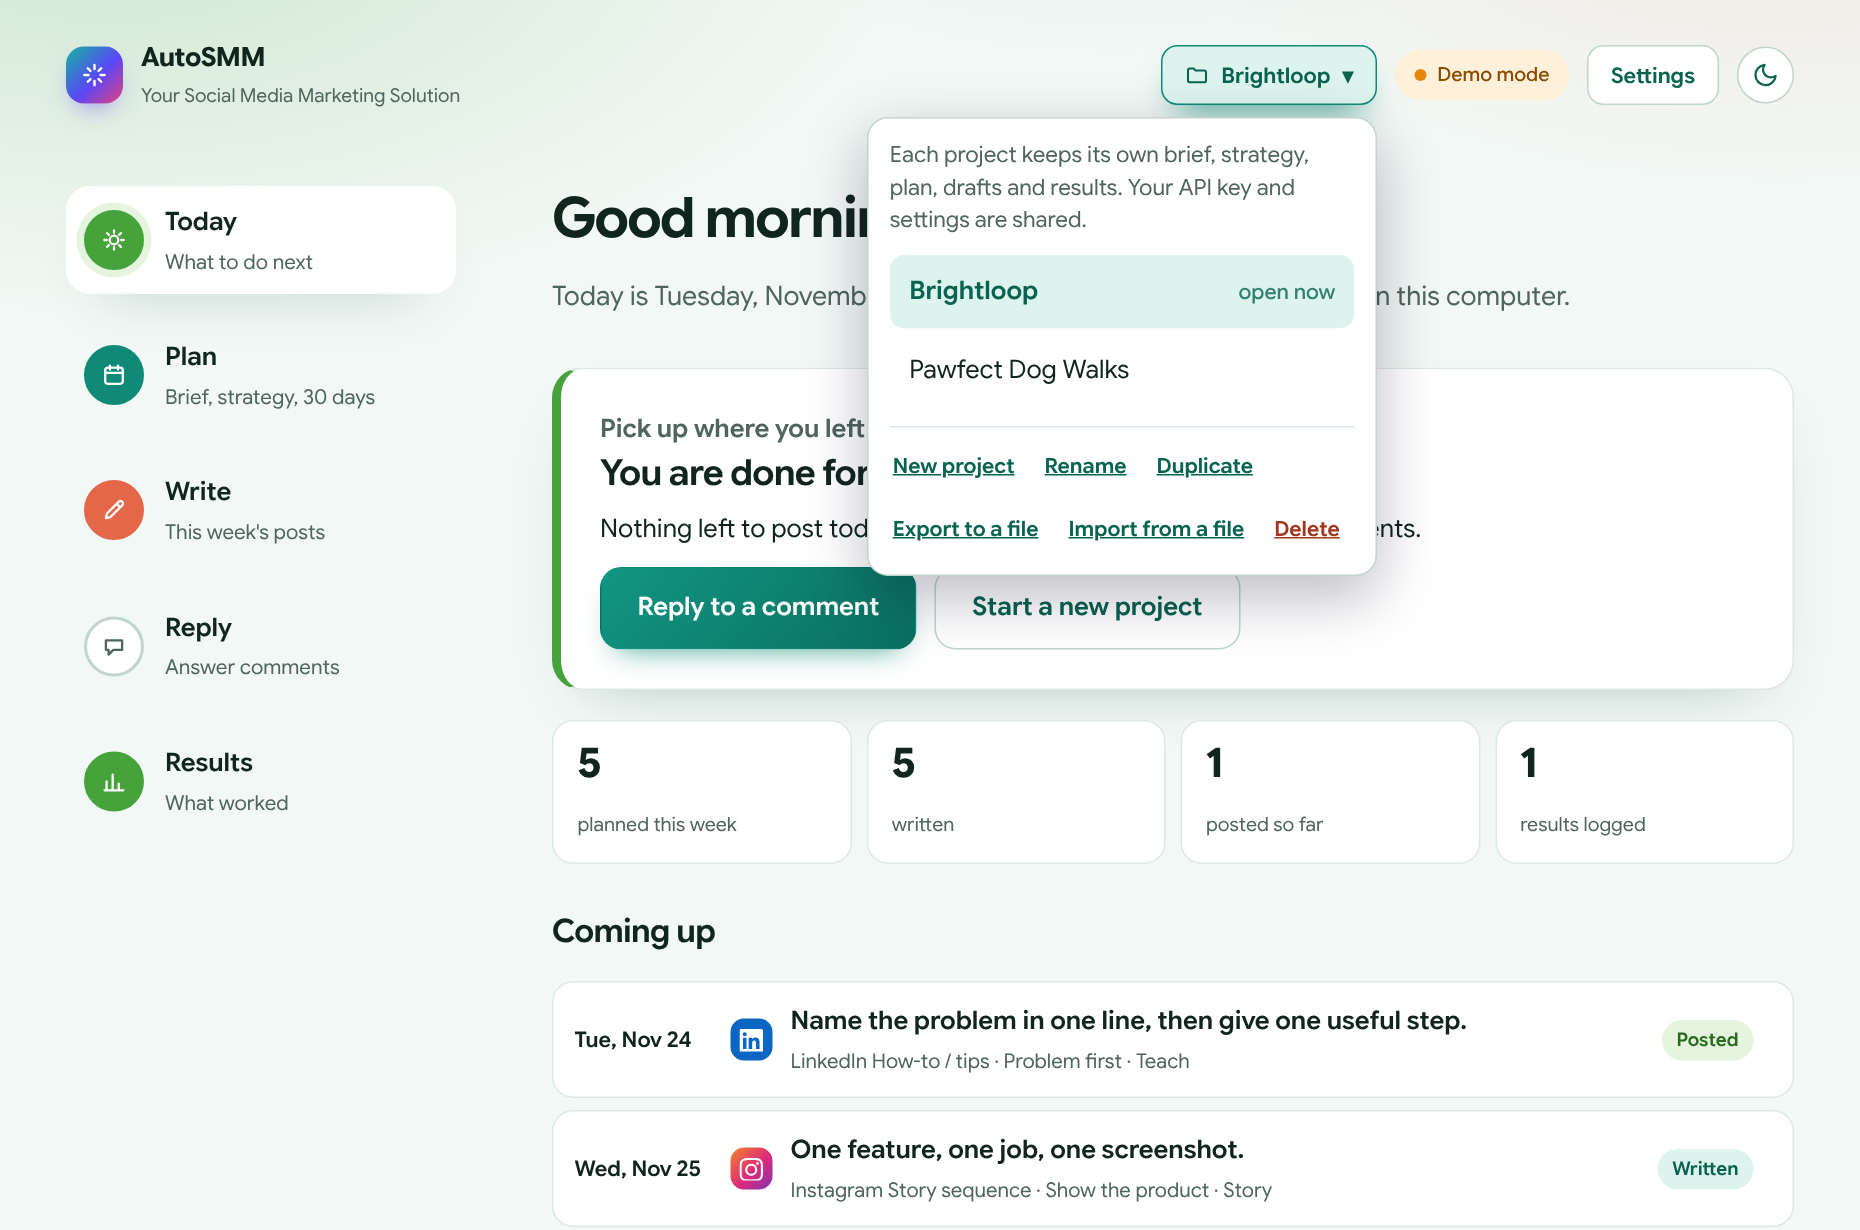 AutoSMM
Your Social Media Marketing Solution
Brightloop ▼
Demo mode
Settings
Each project keeps its own brief, strategy,
plan, drafts and results. Your API key and
settings are shared.
Brightloop open now
Pawfect Dog Walks
New project Rename Duplicate
Export to a file Import from a file Delete
Today
What to do next
Plan
Brief, strategy, 30 days
Write
This week's posts
Reply
Answer comments
Results
What worked
Good
Today is Tuesday, this computer.
Pick up where you left
You are done for
Nothing left to post
Reply to a comment
Start a new project
5
planned this week
5
written
1
posted so far
1
results logged
Coming up
Tue, Nov 24
Name the problem in one line, then give one useful step.
LinkedIn How-to / tips · Problem first · Teach
Posted
Wed, Nov 25
One feature, one job, one screenshot.
Instagram Story sequence · Show the product · Story
Written